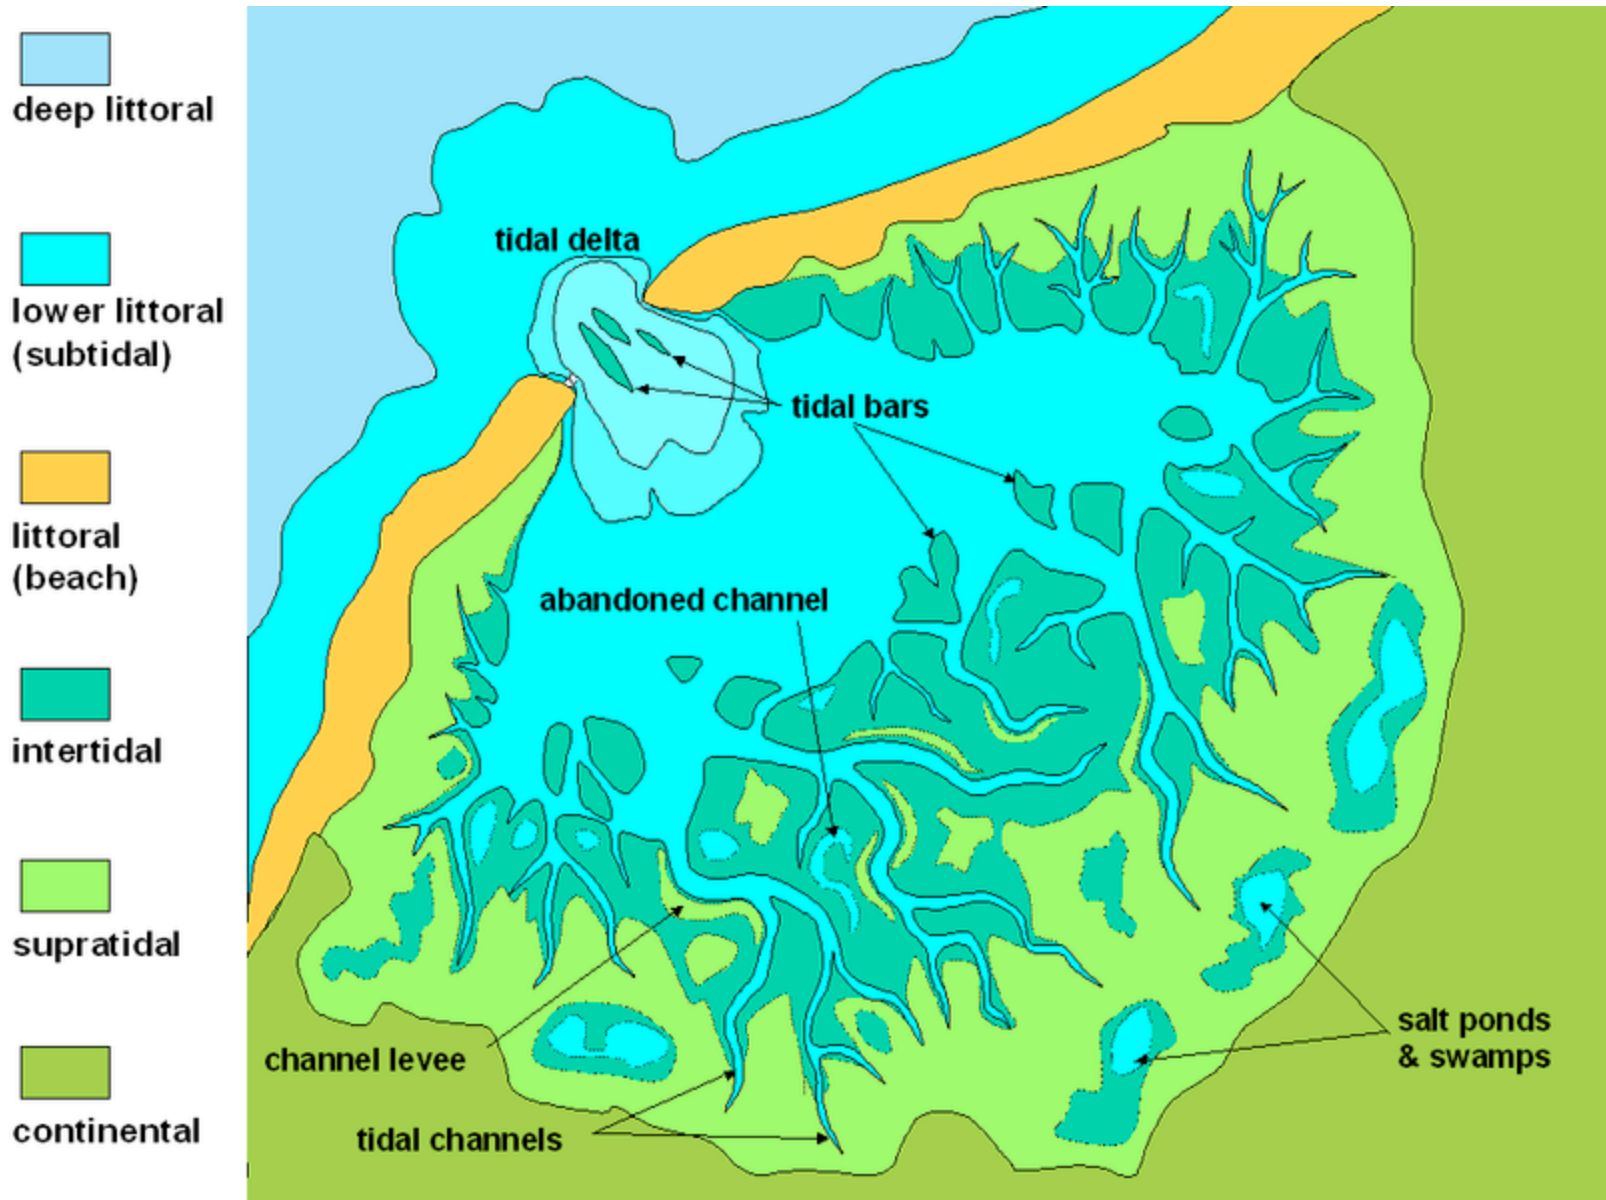 deep littoral
lower littoral
(subtidal)
littoral
(beach)
intertidal
supratidal
continental
tidal delta
tidal bars
abandoned channel
channel levee
tidal channels
salt ponds
& swamps